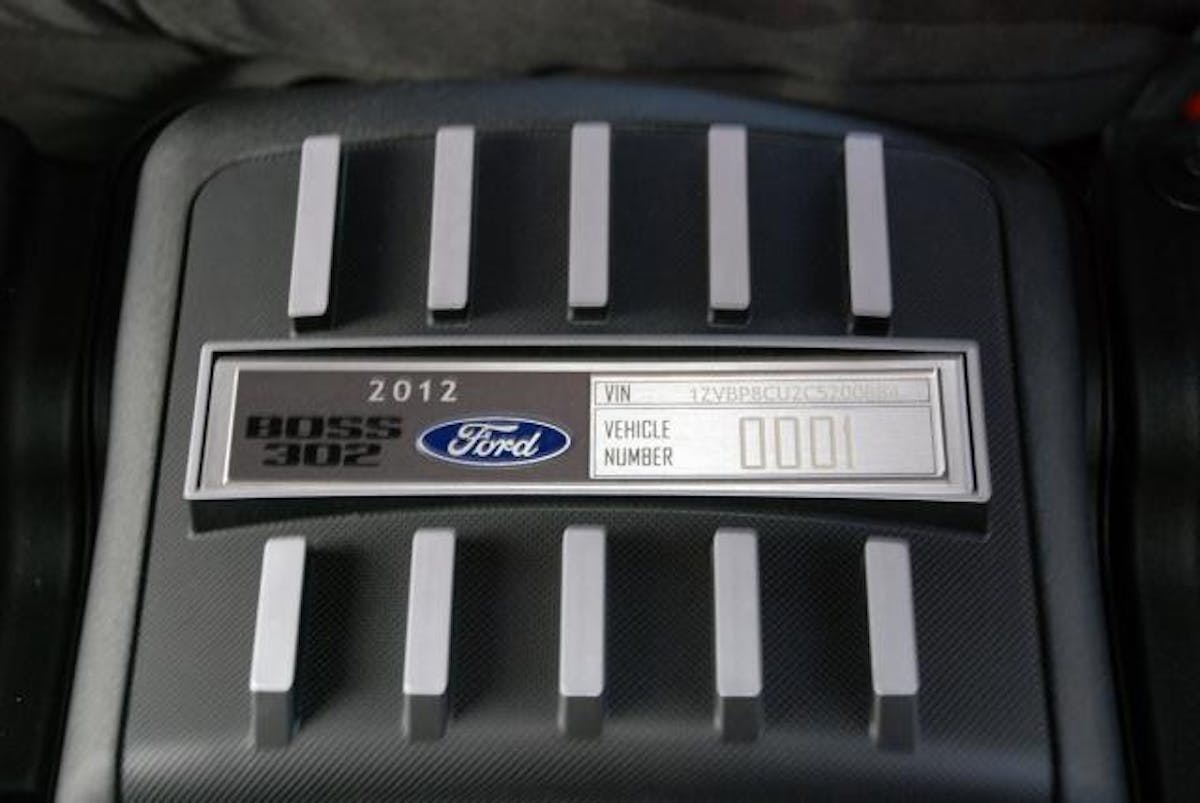 2012
BOSS
302
Ford
VIN
VEHICLE
NUMBER
0001